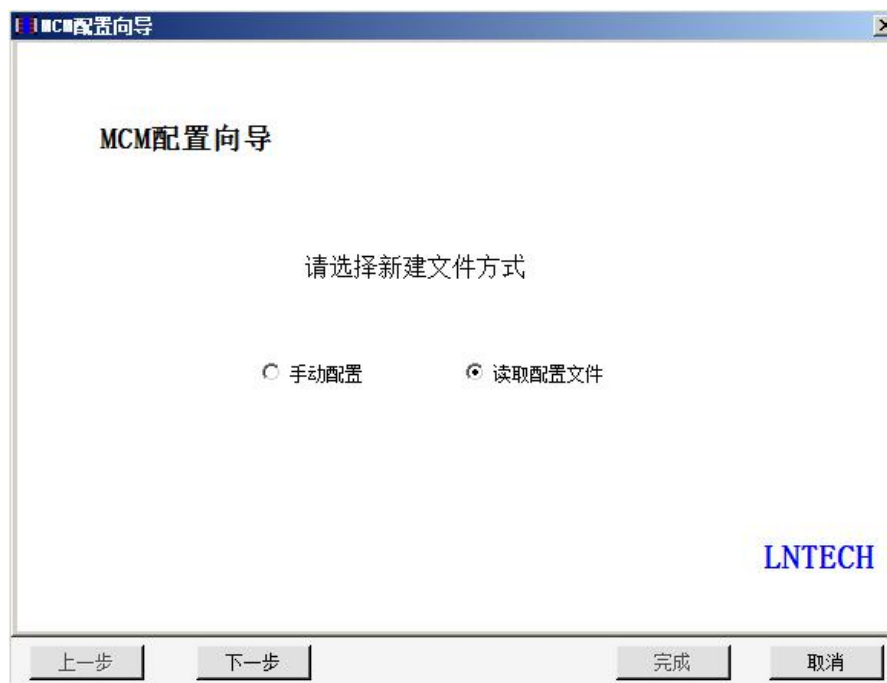 MCM配置向导
MCM配置向导
请选择新建文件方式
手动配置 读取配置文件
LNTECH
上一步 下一步 完成 取消